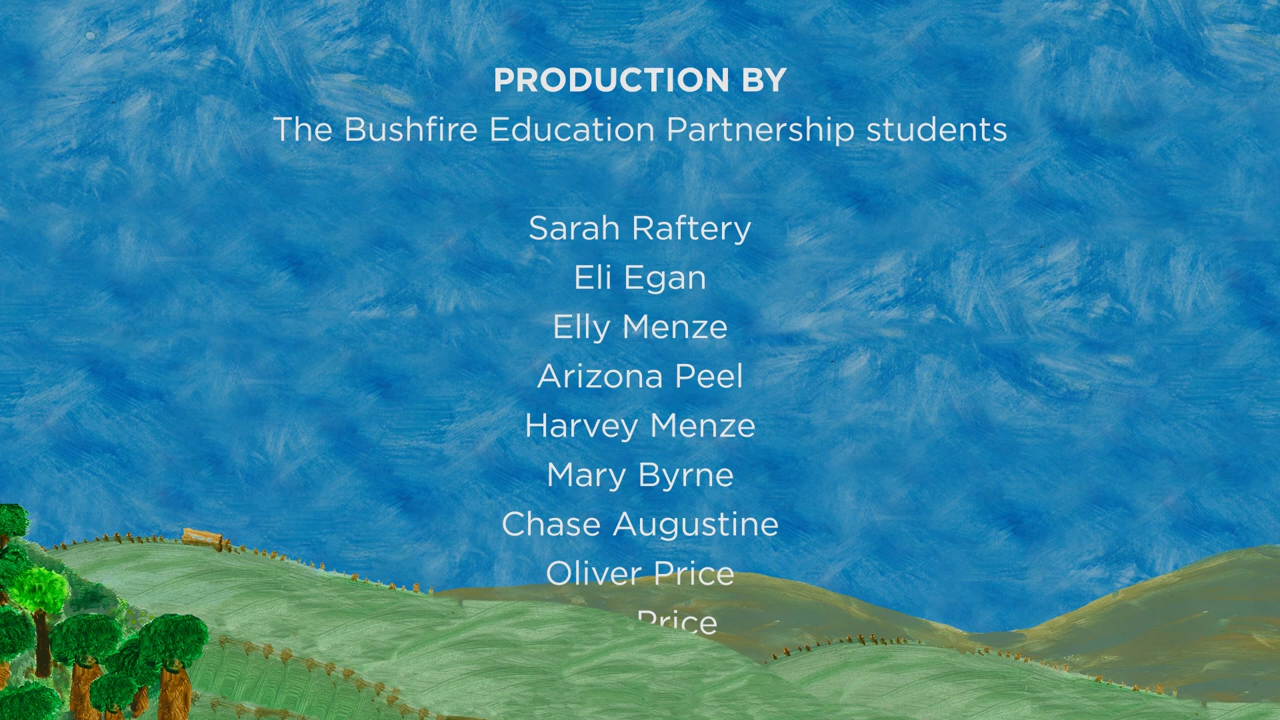 PRODUCTION BY
The Bushfire Education Partnership students
Sarah Raftery
Eli Egan
Elly Menze
Arizona Peel
Harvey Menze
Mary Byrne
Chase Augustine
Oliver Price
Price